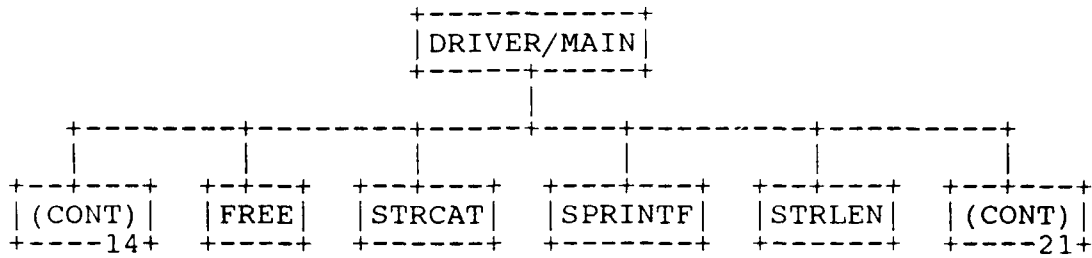 DRIVER/MAIN
(CONT) FREE STRCAT SPRINTF STRLEN (CONT)
14 21